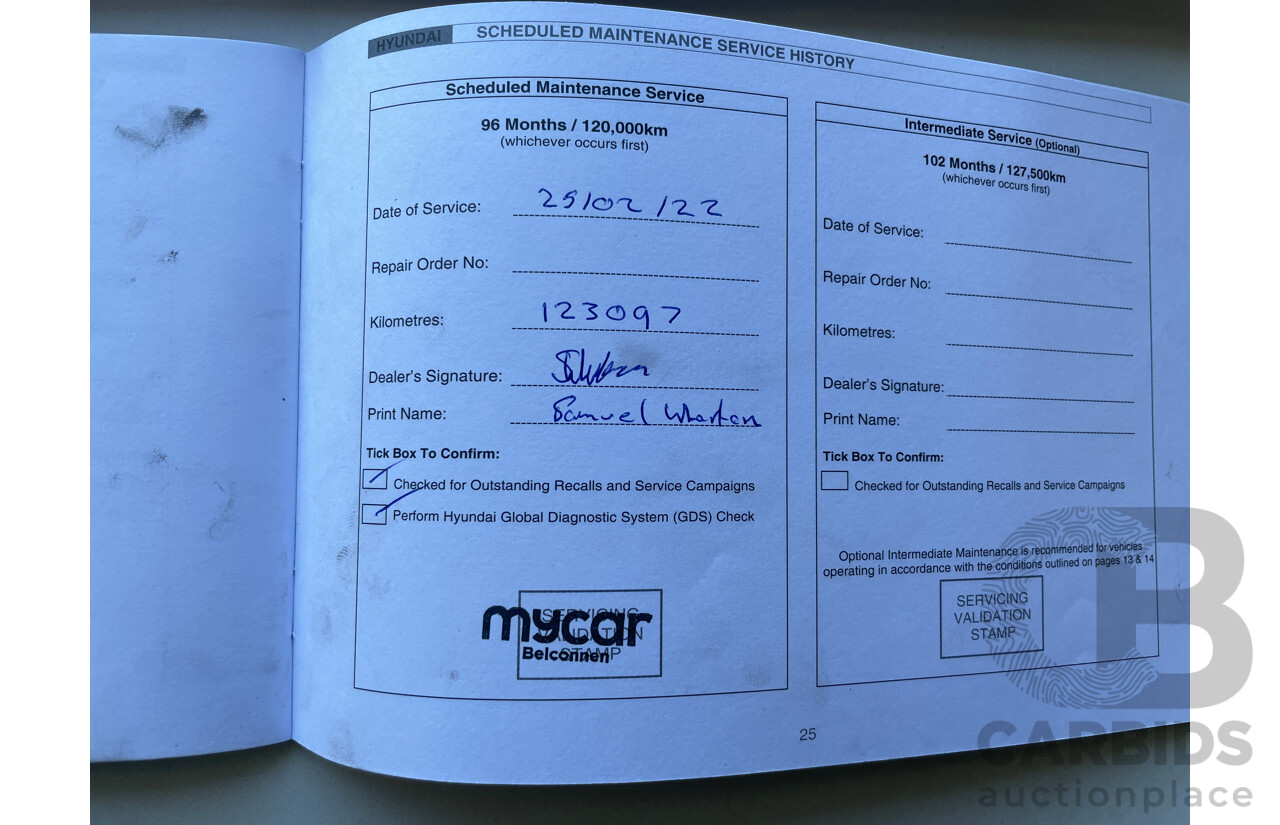 HYUNDAI
SCHEDULED MAINTENANCE SERVICE HISTORY
Scheduled Maintenance Service
96 Months / 120,000km
(whichever occurs first)
Date of Service: 25/02/22
Repair Order No:
Kilometres: 123097
Dealer's Signature:
Print Name: Samuel Wharton
Tick Box To Confirm:
Checked for Outstanding Recalls and Service Campaigns
Perform Hyundai Global Diagnostic System (GDS) Check
SERVICING
VALIDATION
STAMP
mycar
Belconnen
Intermediate Service (Optional)
102 Months / 127,500km
(whichever occurs first)
Date of Service:
Repair Order No:
Kilometres:
Dealer's Signature:
Print Name:
Tick Box To Confirm:
Checked for Outstanding Recalls and Service Campaigns
Optional Intermediate Maintenance is recommended for vehicles
operating in accordance with the conditions outlined on pages 13 & 14
SERVICING
VALIDATION
STAMP
25
B
CARBIDS
auctionplace